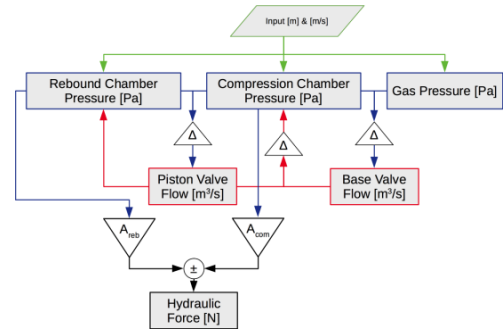 Input [m] & [m/s]
Rebound Chamber
Pressure [Pa]
Compression Chamber
Pressure [Pa]
Gas Pressure [Pa]
Δ
Δ
Δ
Piston Valve
Flow [m³/s]
Base Valve
Flow [m³/s]
A_reb
A_com
±
Hydraulic
Force [N]